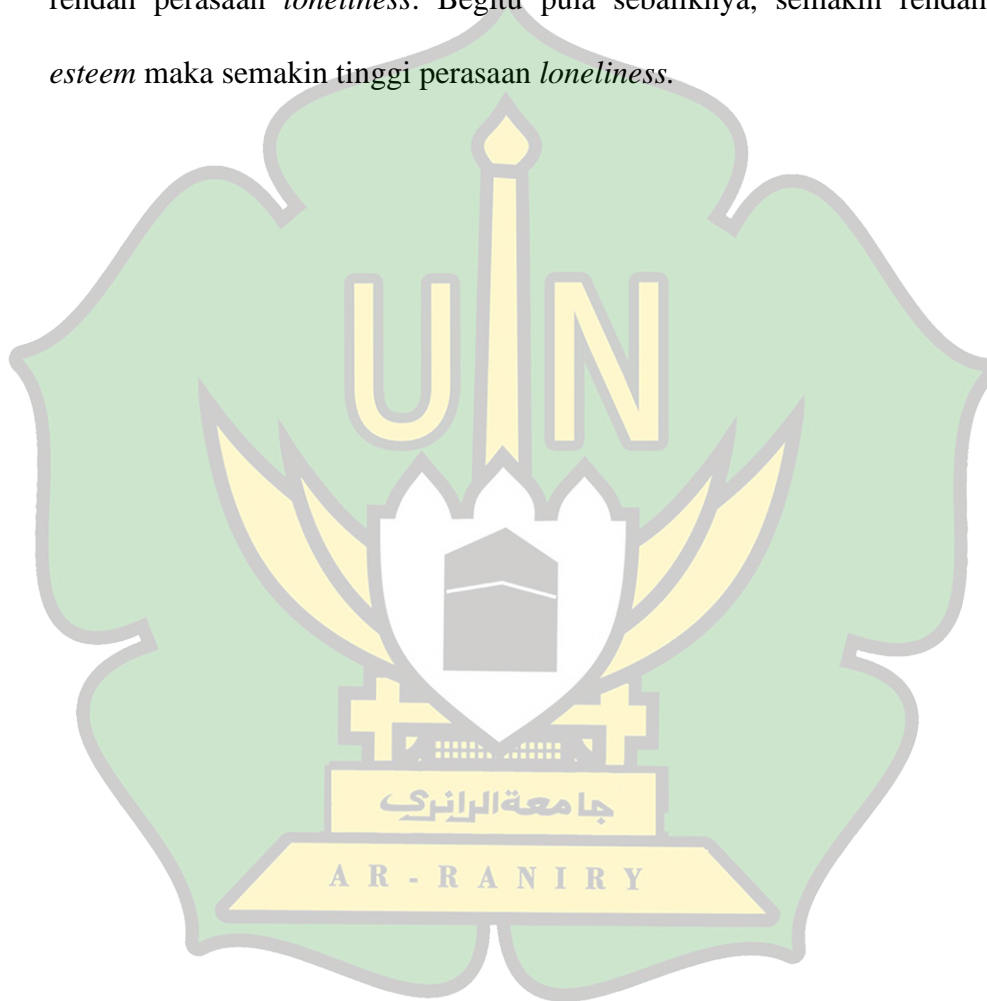 rendah perasaan loneliness. Begitu pula sebaliknya, semakin rendah
esteem maka semakin tinggi perasaan loneliness.
U N
جامعةالرانري
AR - RANIRY